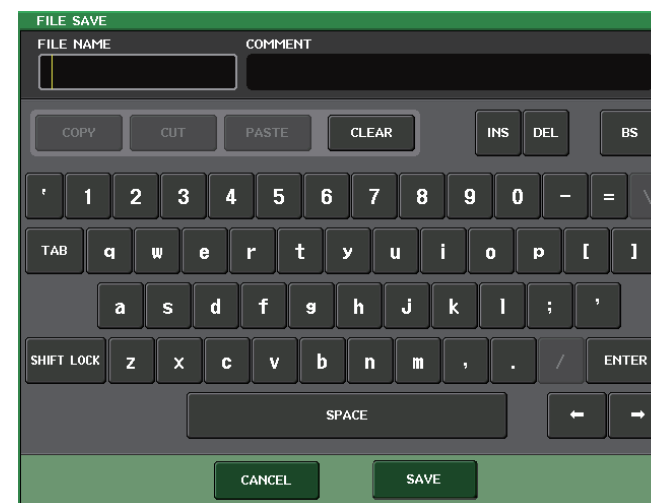 FILE SAVE
FILE NAME COMMENT
COPY CUT PASTE CLEAR INS DEL BS
' 1 2 3 4 5 6 7 8 9 0 - = \
TAB q w e r t y u i o p [ ]
a s d f g h j k l ; '
SHIFT LOCK z x c v b n m , . / ENTER
SPACE ← →
CANCEL SAVE